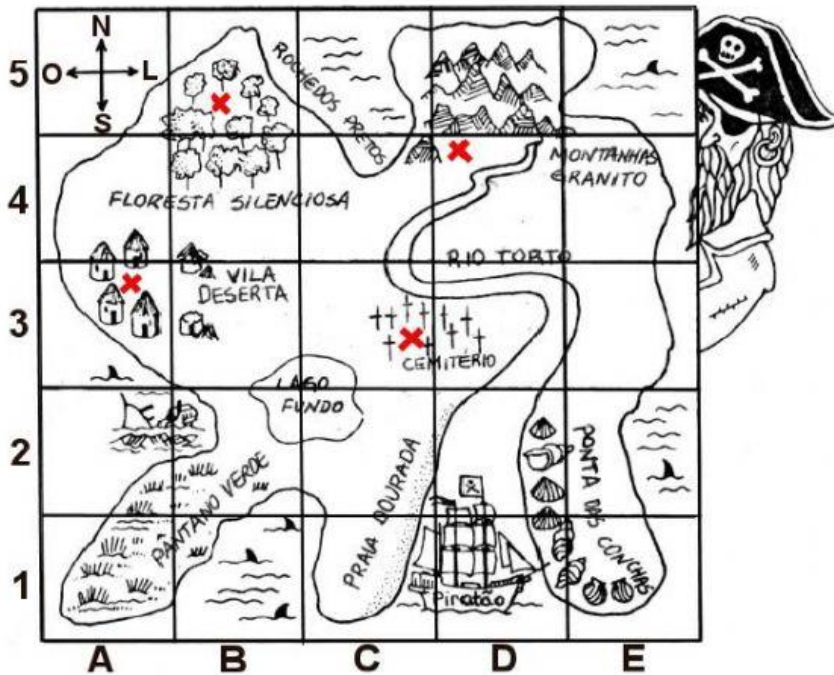 N
O L
S
5
ROCHEDOS PRETOS
MONTANHAS
GRANITO
4
FLORESTA SILENCIOSA
RIO TORTO
VILA
DESERTA
3
CEMITÉRIO
LAGO
FUNDO
2
PÂNTANO VERDE
PRAIA DOURADA
PONTA DAS CONCHAS
1
Piratão
A B C D E